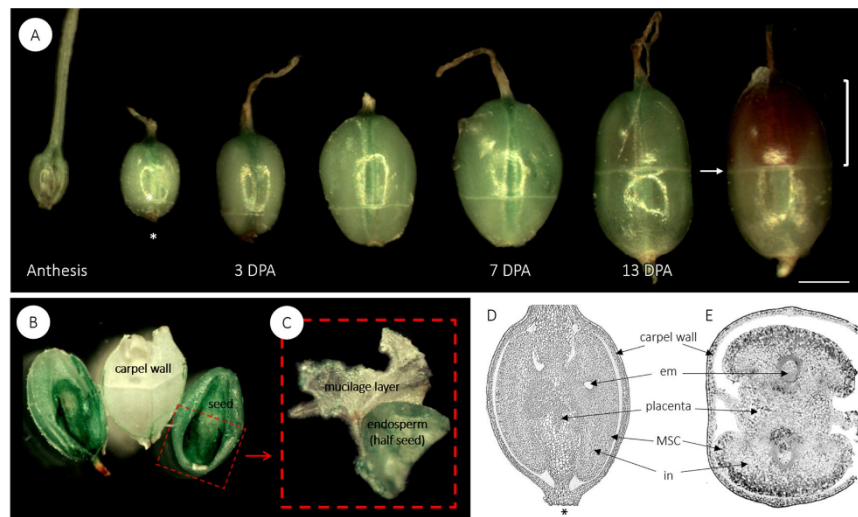 A
Anthesis
*
3 DPA
7 DPA
13 DPA
B
carpel wall
seed
C
mucilage layer
endosperm
(half seed)
D
E
carpel wall
em
placenta
MSC
in
*